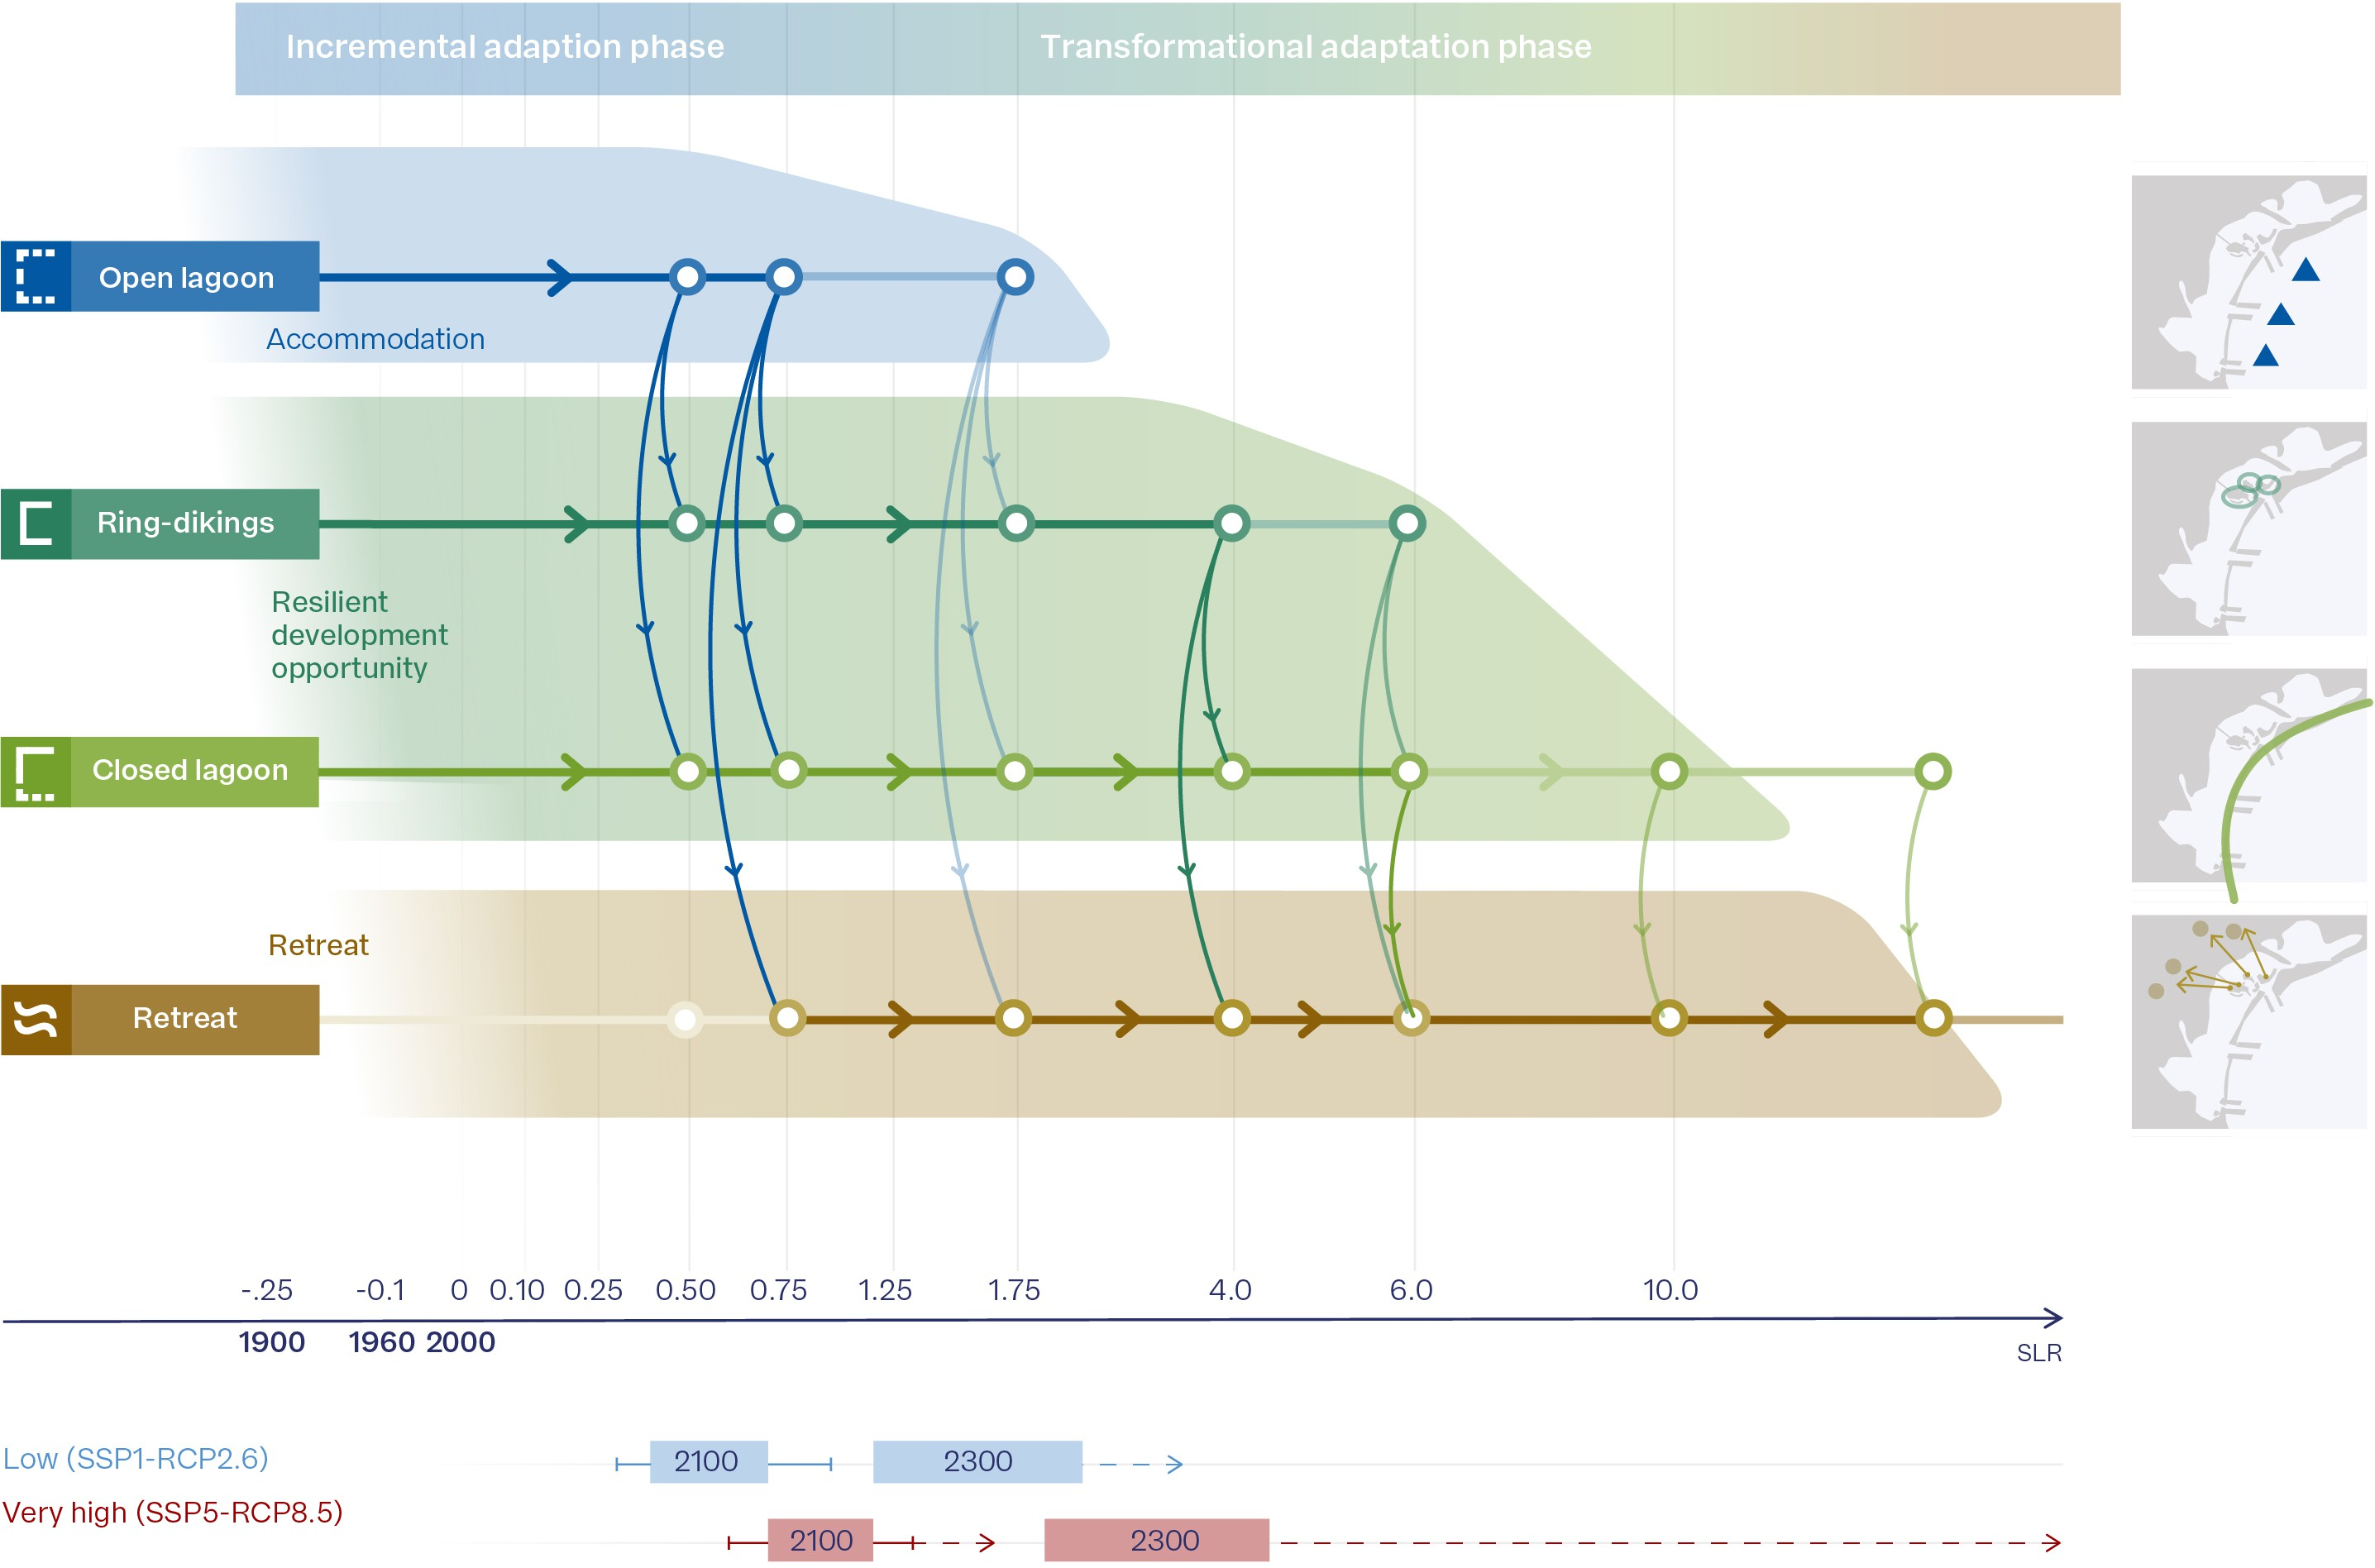 Incremental adaption phase
Transformational adaptation phase
Open lagoon
Accommodation
Ring-dikings
Resilient
development
opportunity
Closed lagoon
Retreat
Retreat
-.25 -0.1 0 0.10 0.25 0.50 0.75 1.25 1.75 4.0 6.0 10.0
1900 1960 2000
SLR
Low (SSP1-RCP2.6)
2100 2300
Very high (SSP5-RCP8.5)
2100 2300